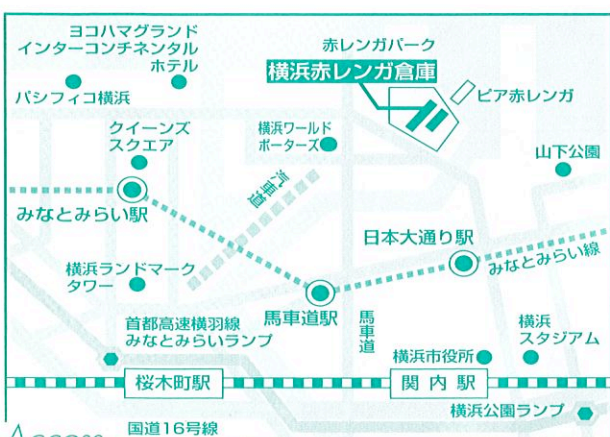 ヨコハマグランド
インターコンチネンタル
ホテル
パシフィコ横浜
赤レンガパーク
横浜赤レンガ倉庫
ピア赤レンガ
クイーンズ
スクエア
横浜ワールド
ポーターズ
山下公園
汽車道
みなとみらい駅
日本大通り駅
みなとみらい線
横浜ランドマーク
タワー
馬車道駅
馬車道
首都高速横羽線
みなとみらいランプ
横浜
スタジアム
横浜市役所
桜木町駅
関内駅
横浜公園ランプ
国道16号線